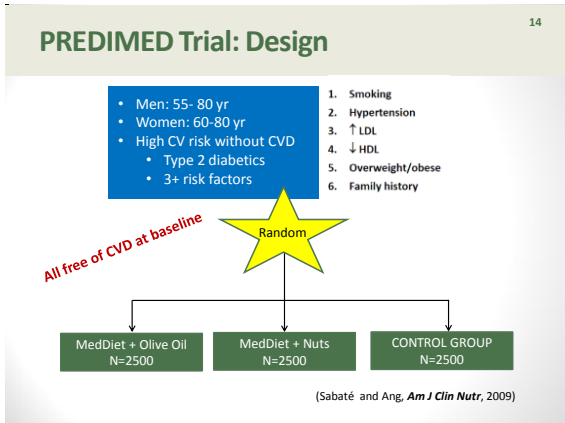 14
PREDIMED Trial: Design
• Men: 55- 80 yr
• Women: 60-80 yr
• High CV risk without CVD
• Type 2 diabetics
• 3+ risk factors
1. Smoking
2. Hypertension
3. ↑LDL
4. ↓HDL
5. Overweight/obese
6. Family history
All free of CVD at baseline
Random
MedDiet + Olive Oil
N=2500
MedDiet + Nuts
N=2500
CONTROL GROUP
N=2500
(Sabaté and Ang, Am J Clin Nutr, 2009)